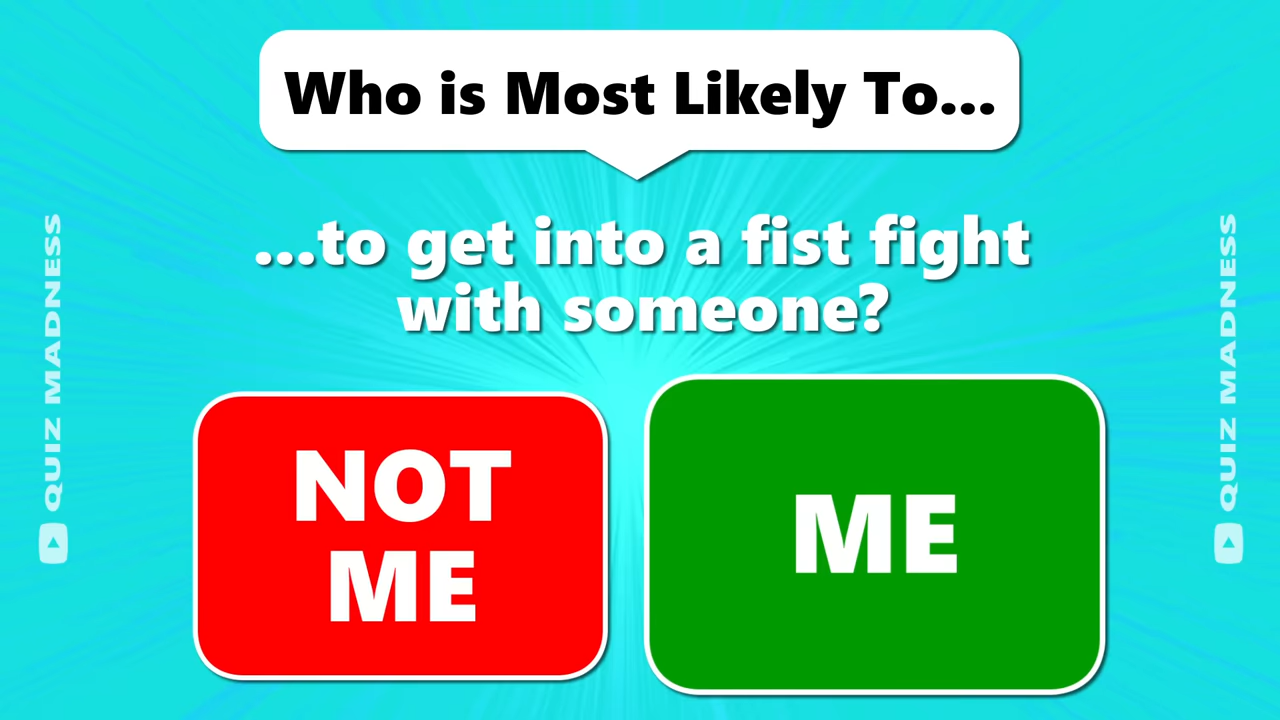 Who is Most Likely To...
...to get into a fist fight
with someone?
NOT
ME
ME
QUIZ MADNESS
QUIZ MADNESS